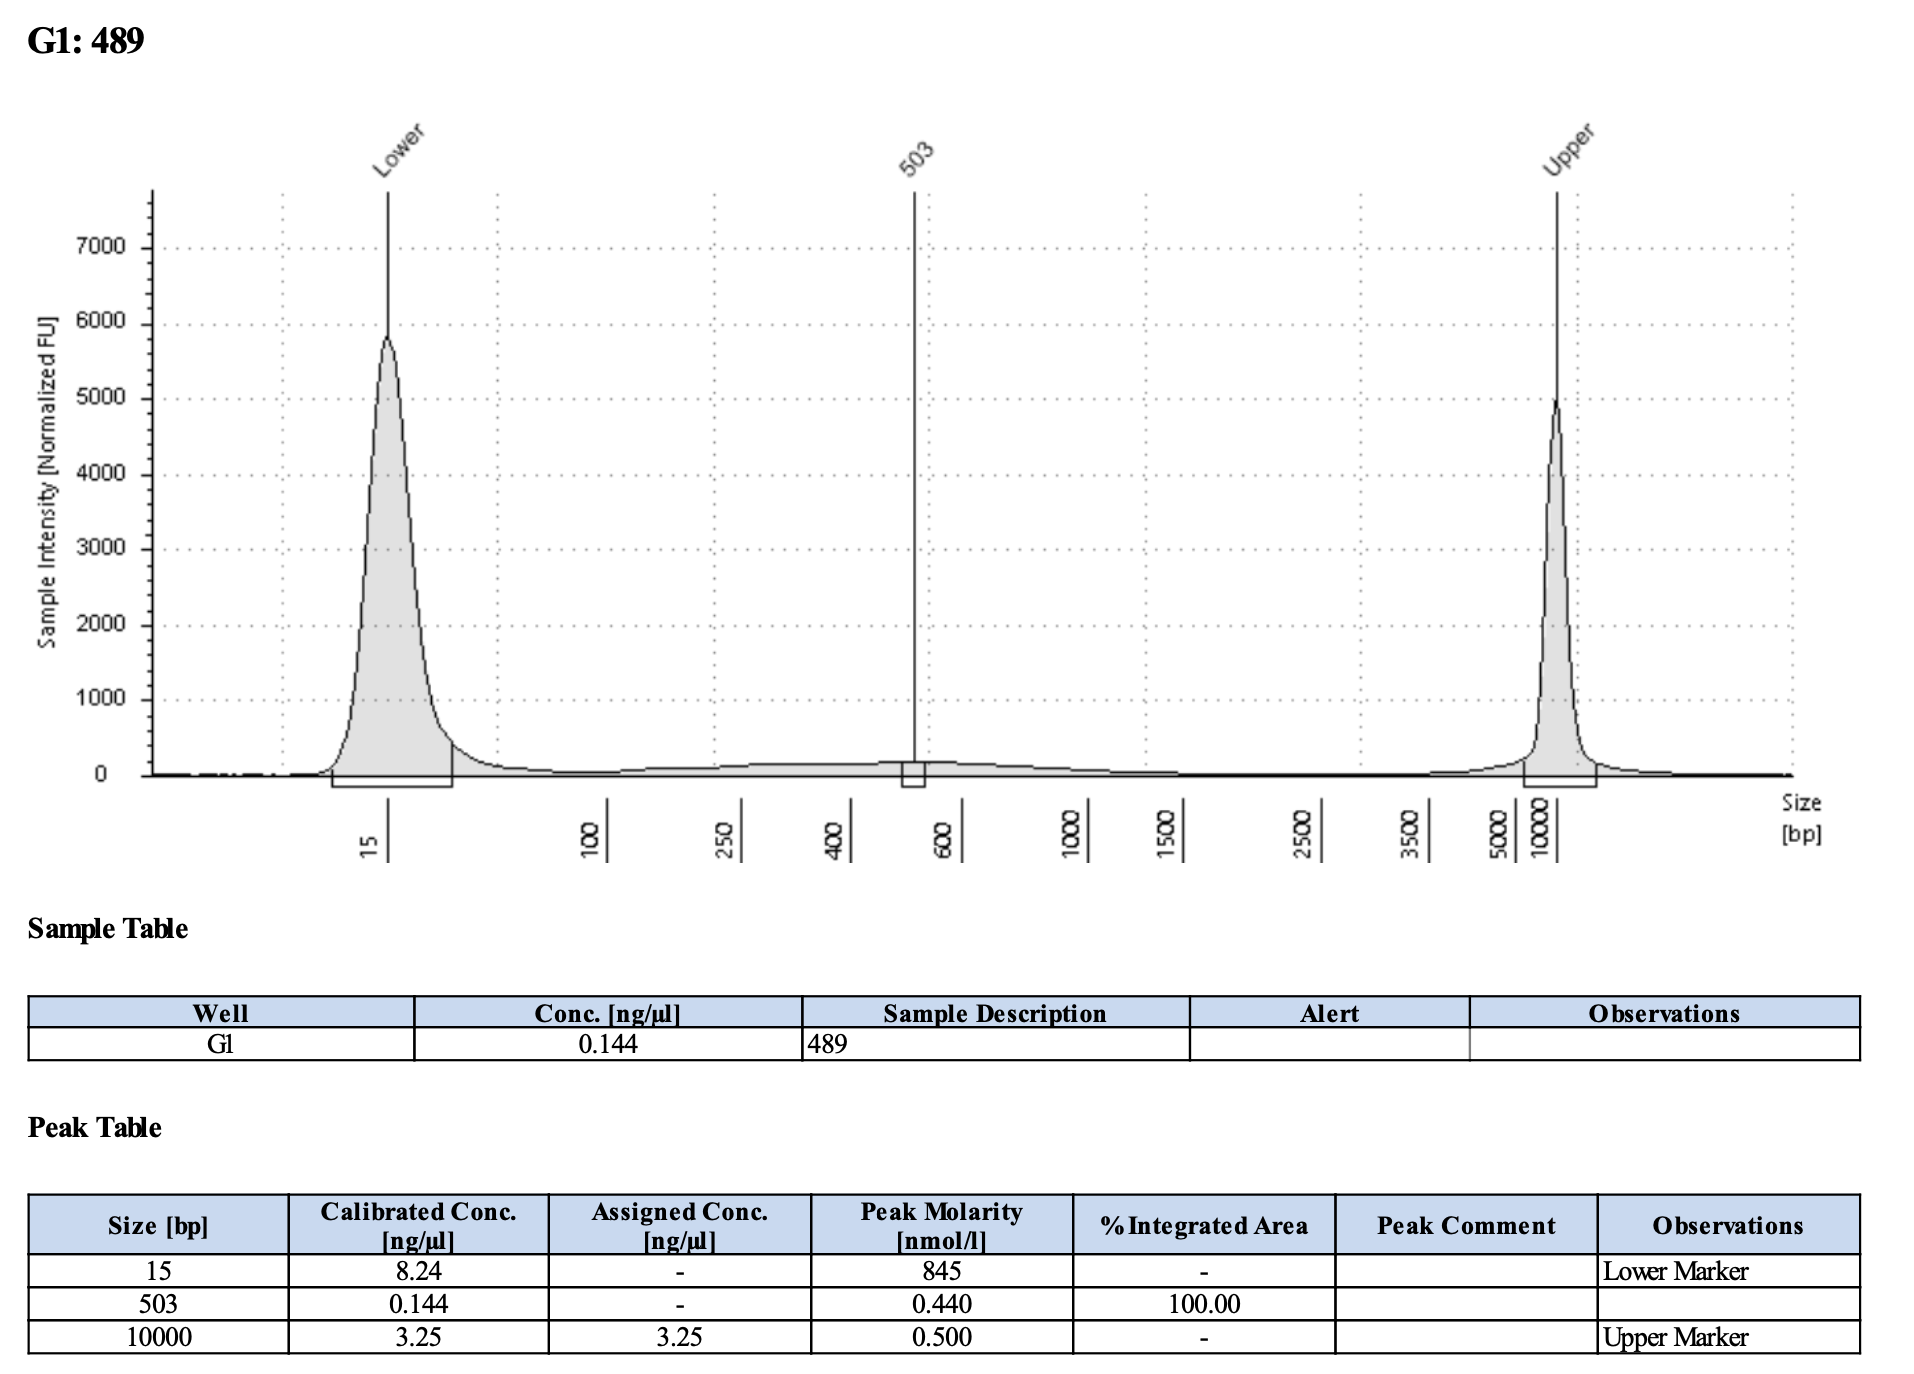 G1: 489
Lower
503
Upper
Sample Intensity [Normalized FU]
7000
6000
5000
4000
3000
2000
1000
0
15
100
250
400
600
1000
1500
2500
3500
5000
10000
Size
[bp]
Sample Table
Well Conc. [ng/µl] Sample Description Alert Observations
G1 0.144 489
Peak Table
Size [bp] Calibrated Conc. [ng/µl] Assigned Conc. [ng/µl] Peak Molarity [nmol/l] % Integrated Area Peak Comment Observations
15 8.24 - 845 - Lower Marker
503 0.144 - 0.440 100.00
10000 3.25 3.25 0.500 - Upper Marker